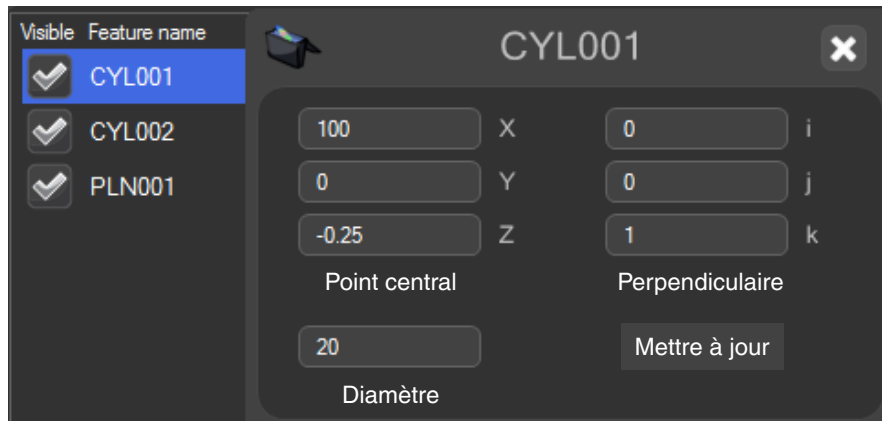 Visible Feature name
CYL001
CYL002
PLN001
CYL001
100 X 0 i
0 Y 0 j
-0.25 Z 1 k
Point central Perpendiculaire
20 Mettre à jour
Diamètre